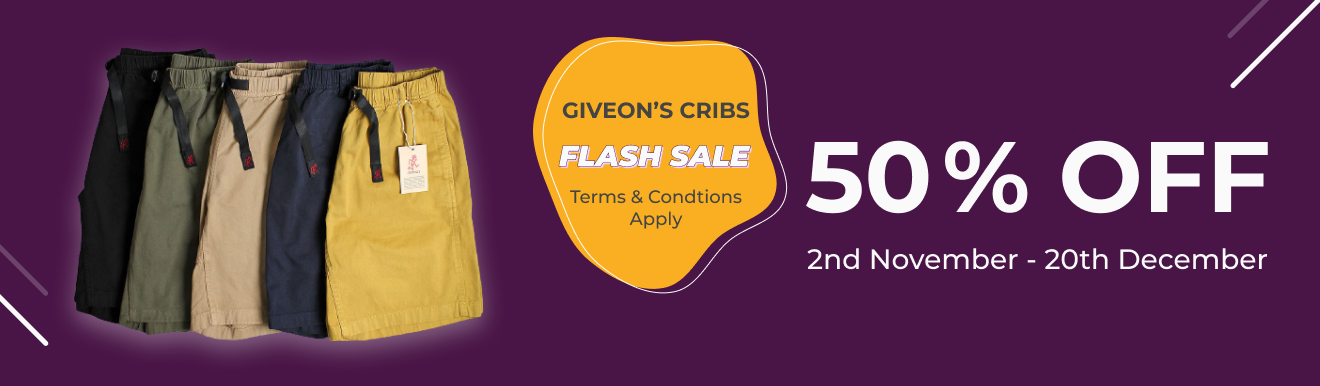 GIVEON'S CRIBS
FLASH SALE
Terms & Condtions
Apply
50% OFF
2nd November - 20th December